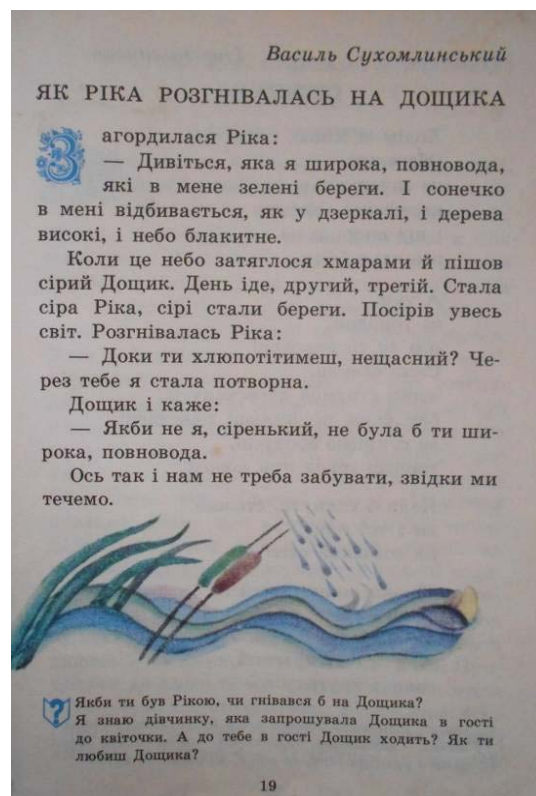 Василь Сухомлинський
ЯК РІКА РОЗГНІВАЛАСЬ НА ДОЩИКА
Загордилася Ріка:
— Дивіться, яка я широка, повновода,
які в мене зелені береги. І сонечко
в мені відбивається, як у дзеркалі, і дерева
високі, і небо блакитне.
Коли це небо затяглося хмарами й пішов
сірий Дощик. День іде, другий, третій. Стала
сіра Ріка, сірі стали береги. Посірів увесь
світ. Розгнівалась Ріка:
— Доки ти хлюпотітимеш, нещасний? Че-
рез тебе я стала потворна.
Дощик і каже:
— Якби не я, сіренький, не була б ти ши-
рока, повновода.
Ось так і нам не треба забувати, звідки ми
течемо.
Якби ти був Рікою, чи гнівався б на Дощика?
Я знаю дівчинку, яка запрошувала Дощика в гості
до квіточки. А до тебе в гості Дощик ходить? Як ти
любиш Дощика?
19